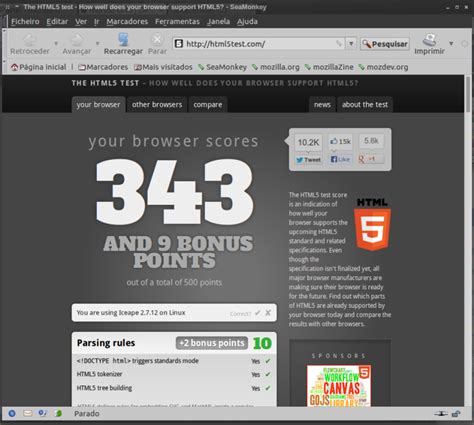 The HTML5 test - How well does your browser support HTML5? - SeaMonkey
Ficheiro Editar Ver Ir Marcadores Ferramentas Janela Ajuda
Retroceder Avançar Recarregar Parar
http://html5test.com/
Pesquisar Imprimir
Página inicial Marcadores SeaMonkey mozilla.org mozillaZine mozdev.org
THE HTML5 TEST – HOW WELL DOES YOUR BROWSER SUPPORT HTML5?
your browser other browsers compare news about the test
your browser scores
343
AND 9 BONUS
POINTS
out of a total of 500 points
10.2K 15k 5.6k
Tweet Like +1
The HTML5 test score
is an indication of
how well your
browser supports the
upcoming HTML5
standard and related
specifications. Even
though the
specification isn't finalized yet, all
major browser manufacturers are
making sure their browser is ready
for the future. Find out which parts
of HTML5 are already supported by
your browser today and compare the
results with other browsers.
HTML
5
You are using Iceape 2.7.12 on Linux Correct? ✓ ✗
Parsing rules +2 bonus points 10
<!DOCTYPE html> triggers standards mode Yes ✔
HTML5 tokenizer Yes ✔
HTML5 tree building Yes ✔
SPONSORS
FLOWCHART
WORKFLOW
CANVAS
GOJS
5
Parado